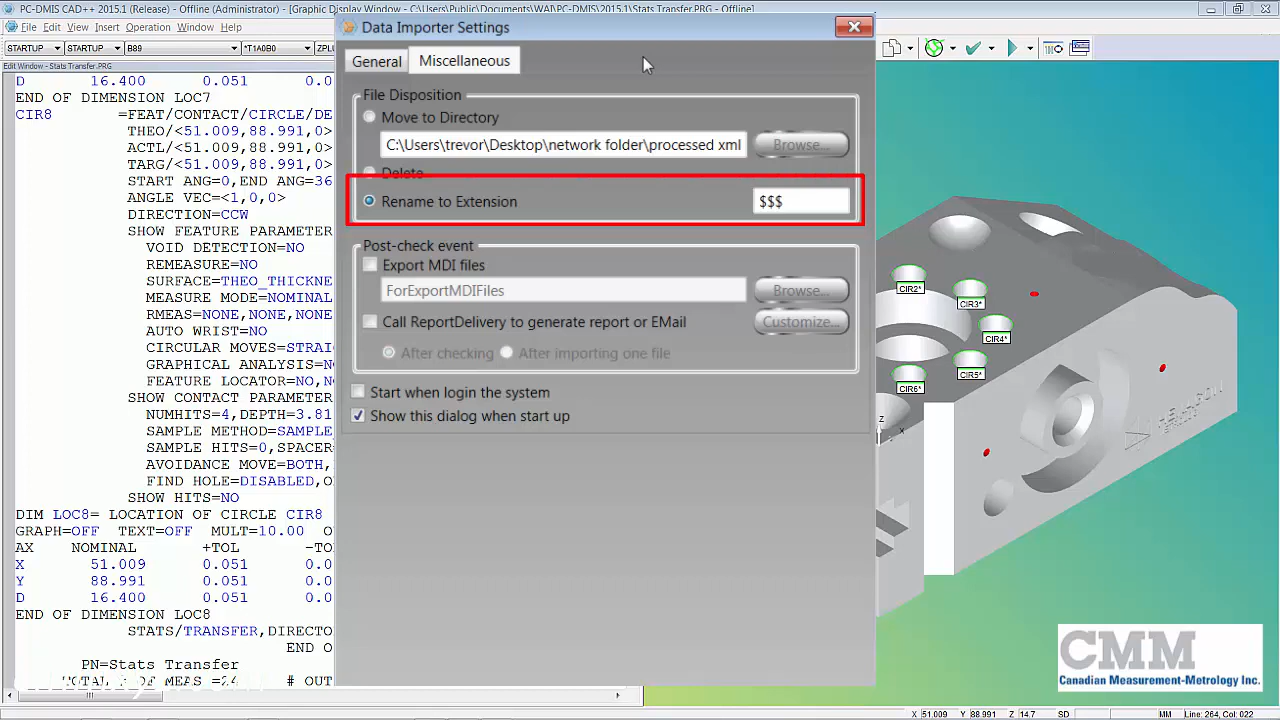 PC-DMIS CAD++ 2015.1 (Release) - Offline (Administrator) - [Graphic Display Window - C:\Users\Public\Documents\WAI\2015.1\Stats Transfer.PRG - Offline]
File Edit View Insert Operation Window
STARTUP STARTUP B89 *T1A0B0 ZPLU
Edit Window - Stats Transfer.PRG
D 16.400 0.051 0.0
END OF DIMENSION LOC7
CIR8 =FEAT/CONTACT/CIRCLE/DE
THEO/<51.009,88.991,0>
ACTL/<51.009,88.991,0>
TARG/<51.009,88.991,0>
START ANG=0,END ANG=36
ANGLE VEC=<1,0,0>
DIRECTION=CCW
SHOW FEATURE PARAMETER
VOID DETECTION=NO
REMEASURE=NO
SURFACE=THEO_THICKNE
MEASURE MODE=NOMINAL
RMEAS=NONE,NONE,NONE
AUTO WRIST=NO
CIRCULAR MOVES=STRAI
GRAPHICAL ANALYSIS=N
FEATURE LOCATOR=NO,N
SHOW CONTACT PARAMETER
NUMHITS=4,DEPTH=3.81
SAMPLE METHOD=SAMPLE
SAMPLE HITS=0,SPACER
AVOIDANCE MOVE=BOTH,
FIND HOLE=DISABLED,O
SHOW HITS=NO
DIM LOC8= LOCATION OF CIRCLE CIR8
GRAPH=OFF TEXT=OFF MULT=10.00 O
AX NOMINAL +TOL -TO
X 51.009 0.051 0.0
Y 88.991 0.051 0.0
D 16.400 0.051 0.0
END OF DIMENSION LOC8
STATS/TRANSFER,DIRECTO
END O
PN=Stats Transfer
TOTAL # OF MEAS =24 # OUT
Data Importer Settings
General Miscellaneous
File Disposition
Move to Directory
C:\Users\trevor\Desktop\network folder\processed xml Browse...
Delete
Rename to Extension $$$
Post-check event
Export MDI files
ForExportMDIFiles Browse...
Call ReportDelivery to generate report or EMail Customize...
After checking After importing one file
Start when login the system
Show this dialog when start up
CIR2*
CIR3*
CIR4*
CIR5*
CIR6*
Z
X
CMM
Canadian Measurement-Metrology Inc.
X 51.009 Y 88.991 Z 14.7 SD MM Line: 264, Col: 022